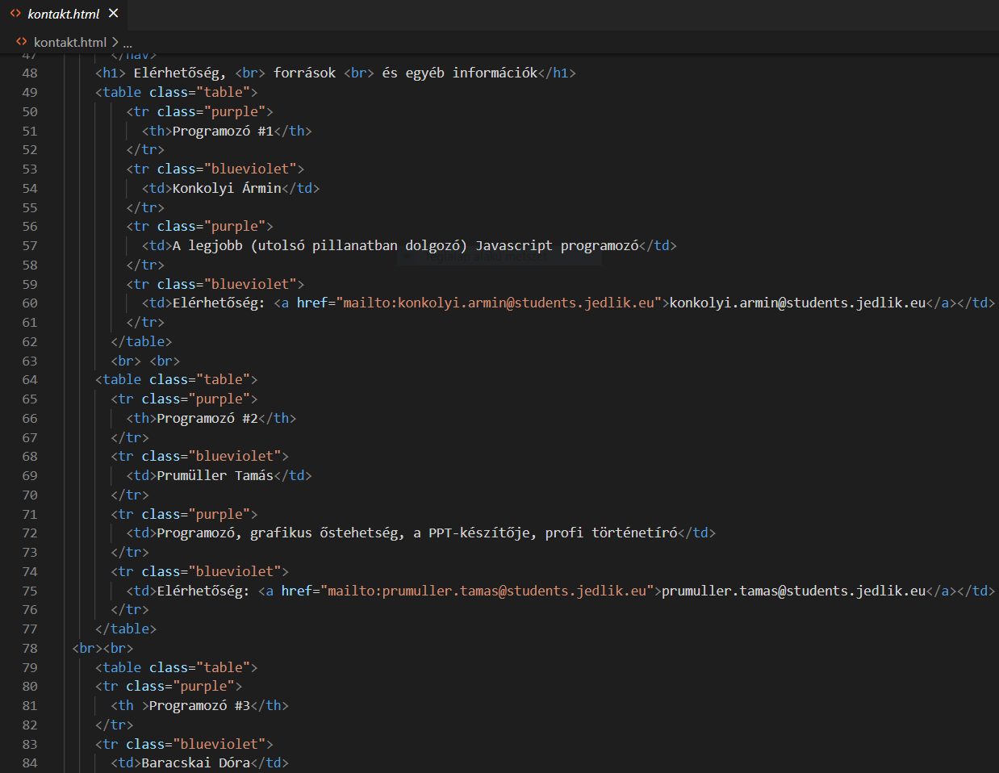 kontakt.html
kontakt.html > ...
47 </nav>
48 <h1> Elérhetőség, <br> források <br> és egyéb információk</h1>
49 <table class="table">
50 <tr class="purple">
51 <th>Programozó #1</th>
52 </tr>
53 <tr class="blueviolet">
54 <td>Konkolyi Ármin</td>
55 </tr>
56 <tr class="purple">
57 <td>A legjobb (utolsó pillanatban dolgozó) Javascript programozó</td>
58 </tr>
59 <tr class="blueviolet">
60 <td>Elérhetőség: <a href="mailto:konkolyi.armin@students.jedlik.eu">konkolyi.armin@students.jedlik.eu</a></td>
61 </tr>
62 </table>
63 <br> <br>
64 <table class="table">
65 <tr class="purple">
66 <th>Programozó #2</th>
67 </tr>
68 <tr class="blueviolet">
69 <td>Prumüller Tamás</td>
70 </tr>
71 <tr class="purple">
72 <td>Programozó, grafikus őstehetség, a PPT-készítője, profi történetíró</td>
73 </tr>
74 <tr class="blueviolet">
75 <td>Elérhetőség: <a href="mailto:prumuller.tamas@students.jedlik.eu">prumuller.tamas@students.jedlik.eu</a></td>
76 </tr>
77 </table>
78 <br><br>
79 <table class="table">
80 <tr class="purple">
81 <th >Programozó #3</th>
82 </tr>
83 <tr class="blueviolet">
84 <td>Baracskai Dóra</td>